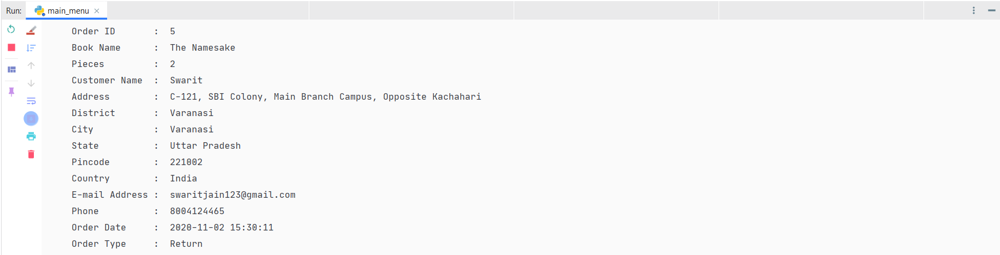 Run: main_menu
Order ID : 5
Book Name : The Namesake
Pieces : 2
Customer Name : Swarit
Address : C-121, SBI Colony, Main Branch Campus, Opposite Kachahari
District : Varanasi
City : Varanasi
State : Uttar Pradesh
Pincode : 221002
Country : India
E-mail Address : swaritjain123@gmail.com
Phone : 8004124465
Order Date : 2020-11-02 15:30:11
Order Type : Return